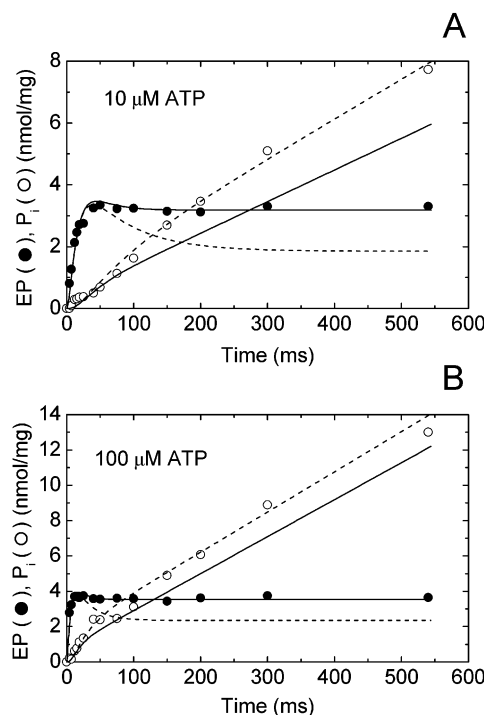 A
8
6
4
2
0
EP ( ● ), Pi ( ○ ) (nmol/mg)
10 μM ATP
0 100 200 300 400 500 600
Time (ms)
B
14
12
10
8
6
4
2
0
EP ( ● ), Pi ( ○ ) (nmol/mg)
100 μM ATP
0 100 200 300 400 500 600
Time (ms)